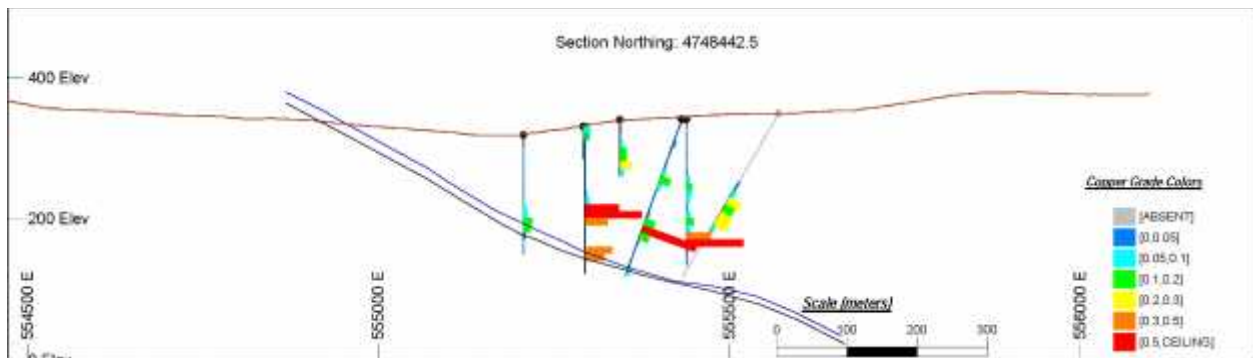 Section Northing: 4748442.5
400 Elev
200 Elev
0 Elev
554500 E
555000 E
555500 E
556000 E
Scale (meters)
0 100 200 300
Copper Grade Colors
[ABSENT]
[0,0.05]
[0.05,0.1]
[0.1,0.2]
[0.2,0.3]
[0.3,0.5]
[0.5,CEILING]